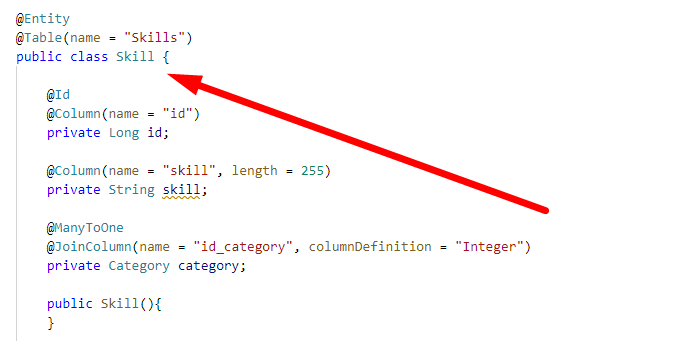 @Entity
@Table(name = "Skills")
public class Skill {
@Id
@Column(name = "id")
private Long id;
@Column(name = "skill", length = 255)
private String skill;
@ManyToOne
@JoinColumn(name = "id_category", columnDefinition = "Integer")
private Category category;
public Skill(){
}